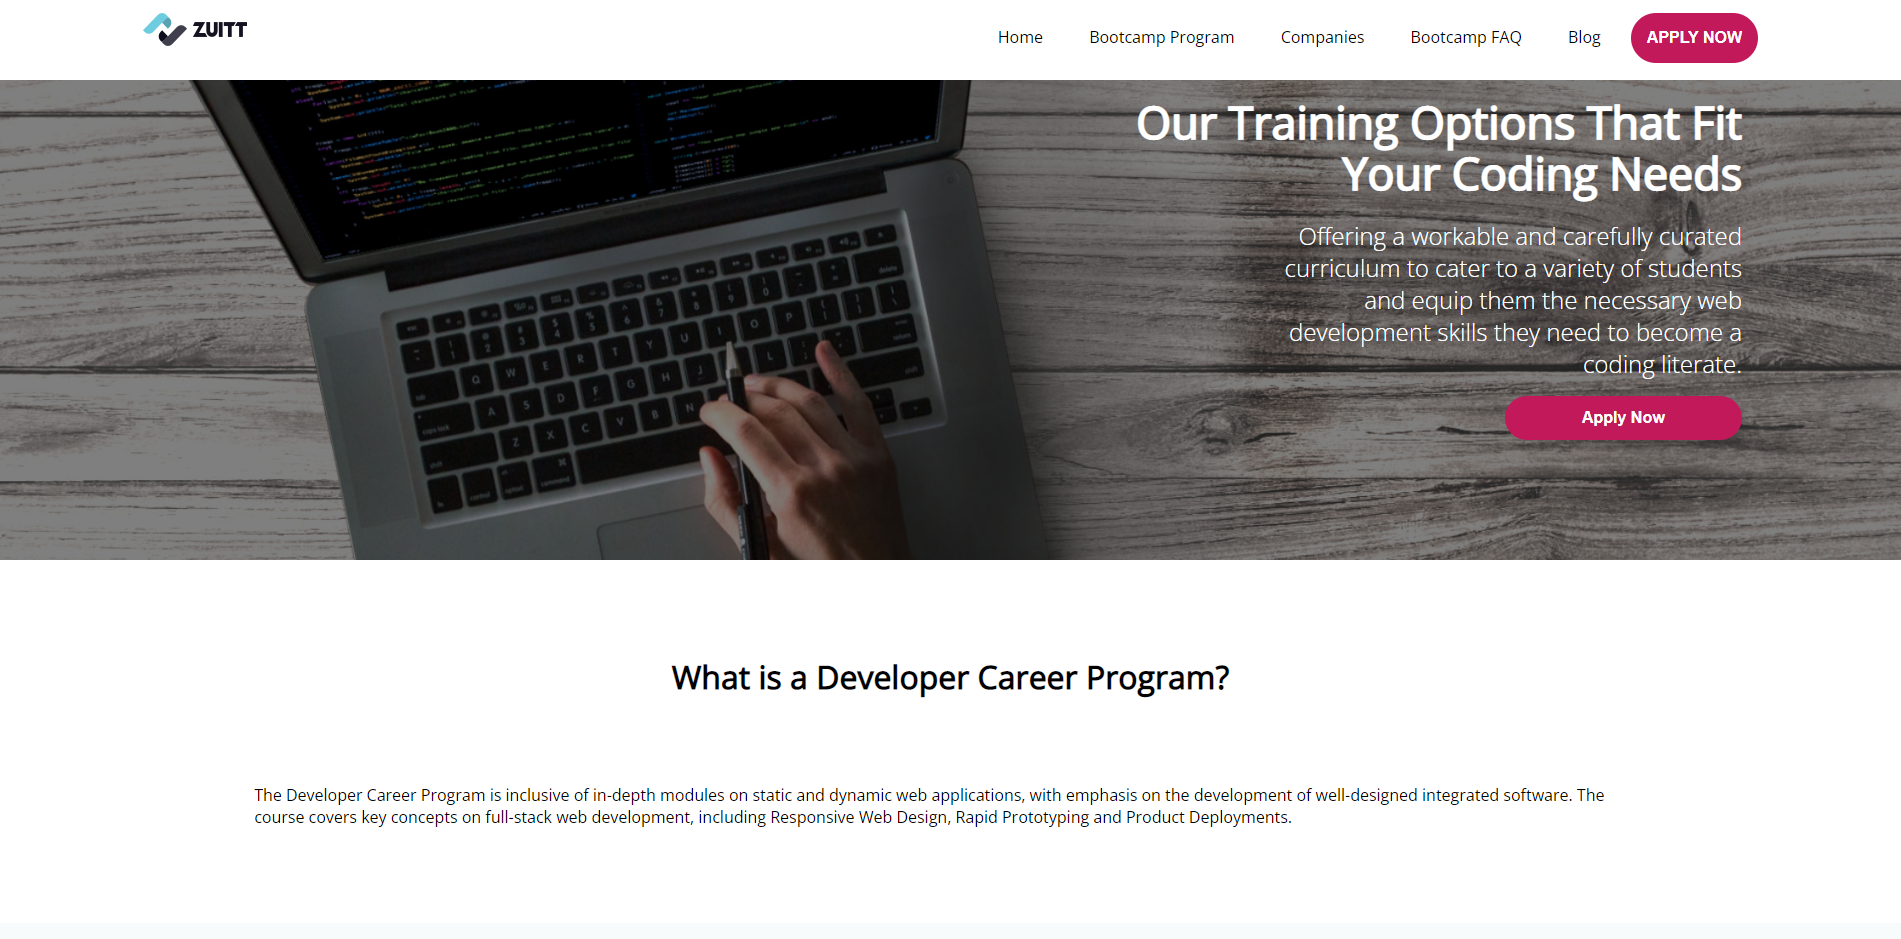 ZUITT
Home
Bootcamp Program
Companies
Bootcamp FAQ
Blog
APPLY NOW
Our Training Options That Fit
Your Coding Needs
Offering a workable and carefully curated
curriculum to cater to a variety of students
and equip them the necessary web
development skills they need to become a
coding literate.
Apply Now
What is a Developer Career Program?
The Developer Career Program is inclusive of in-depth modules on static and dynamic web applications, with emphasis on the development of well-designed integrated software. The
course covers key concepts on full-stack web development, including Responsive Web Design, Rapid Prototyping and Product Deployments.